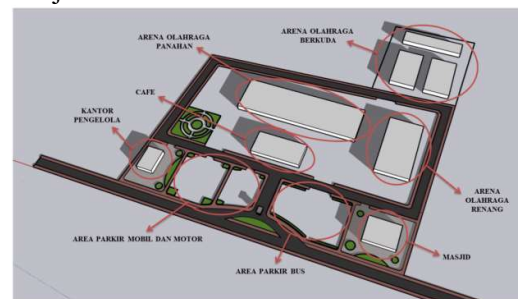 ARENA OLAHRAGA
PANAHAN
ARENA OLAHRAGA
BERKUDA
CAFE
KANTOR
PENGELOLA
ARENA
OLAHRAGA
RENANG
AREA PARKIR MOBIL DAN MOTOR
AREA PARKIR BUS
MASJID